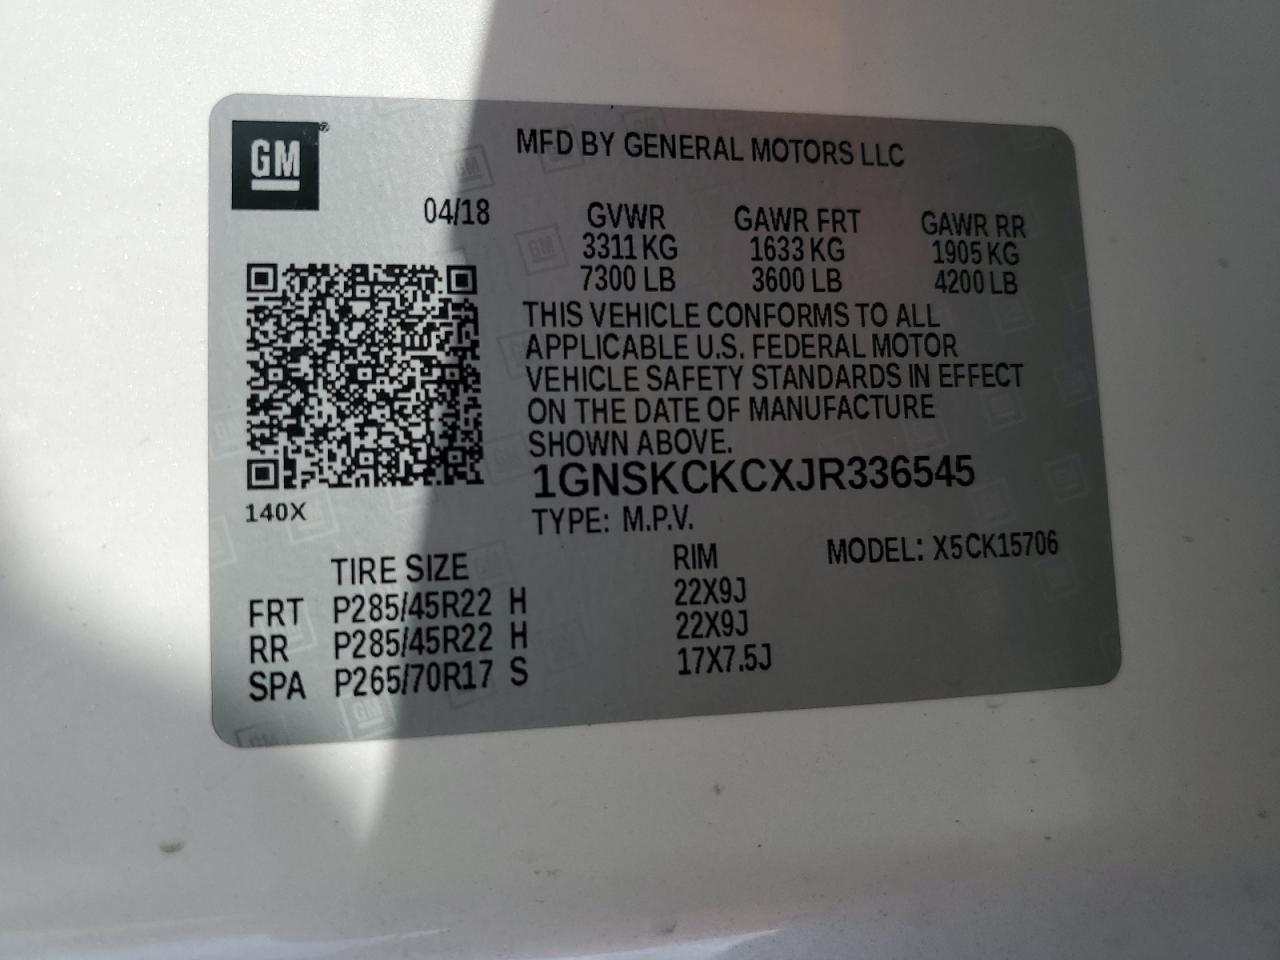 GM
MFD BY GENERAL MOTORS LLC
04/18
GVWR GAWR FRT GAWR RR
3311 KG 1633 KG 1905 KG
7300 LB 3600 LB 4200 LB
THIS VEHICLE CONFORMS TO ALL
APPLICABLE U.S. FEDERAL MOTOR
VEHICLE SAFETY STANDARDS IN EFFECT
ON THE DATE OF MANUFACTURE
SHOWN ABOVE.
1GNSKCKCXJR336545
140X
TYPE: M.P.V.
TIRE SIZE RIM MODEL: X5CK15706
FRT P285/45R22 H 22X9J
RR P285/45R22 H 22X9J
SPA P265/70R17 S 17X7.5J